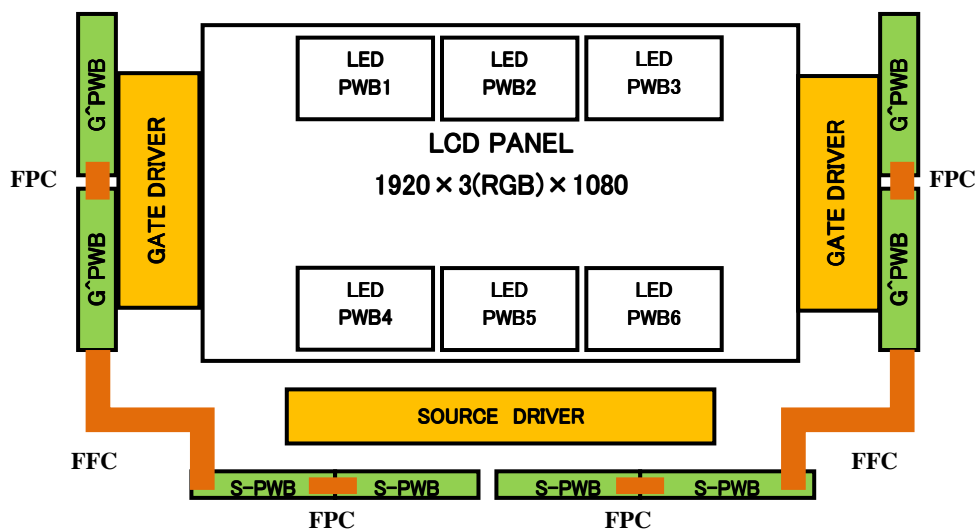 LED
PWB1
LED
PWB2
LED
PWB3
G^PWB
GATE DRIVER
LCD PANEL
1920×3(RGB)×1080
GATE DRIVER
G^PWB
FPC
FPC
G^PWB
G^PWB
LED
PWB4
LED
PWB5
LED
PWB6
SOURCE DRIVER
FFC
FFC
S-PWB
S-PWB
S-PWB
S-PWB
FPC
FPC